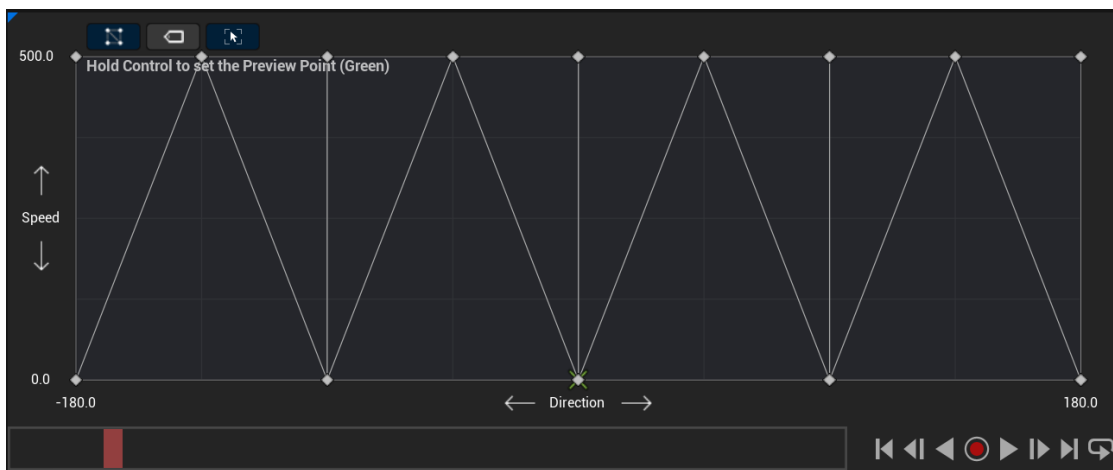 500.0
Hold Control to set the Preview Point (Green)
Speed
0.0
-180.0
Direction
180.0